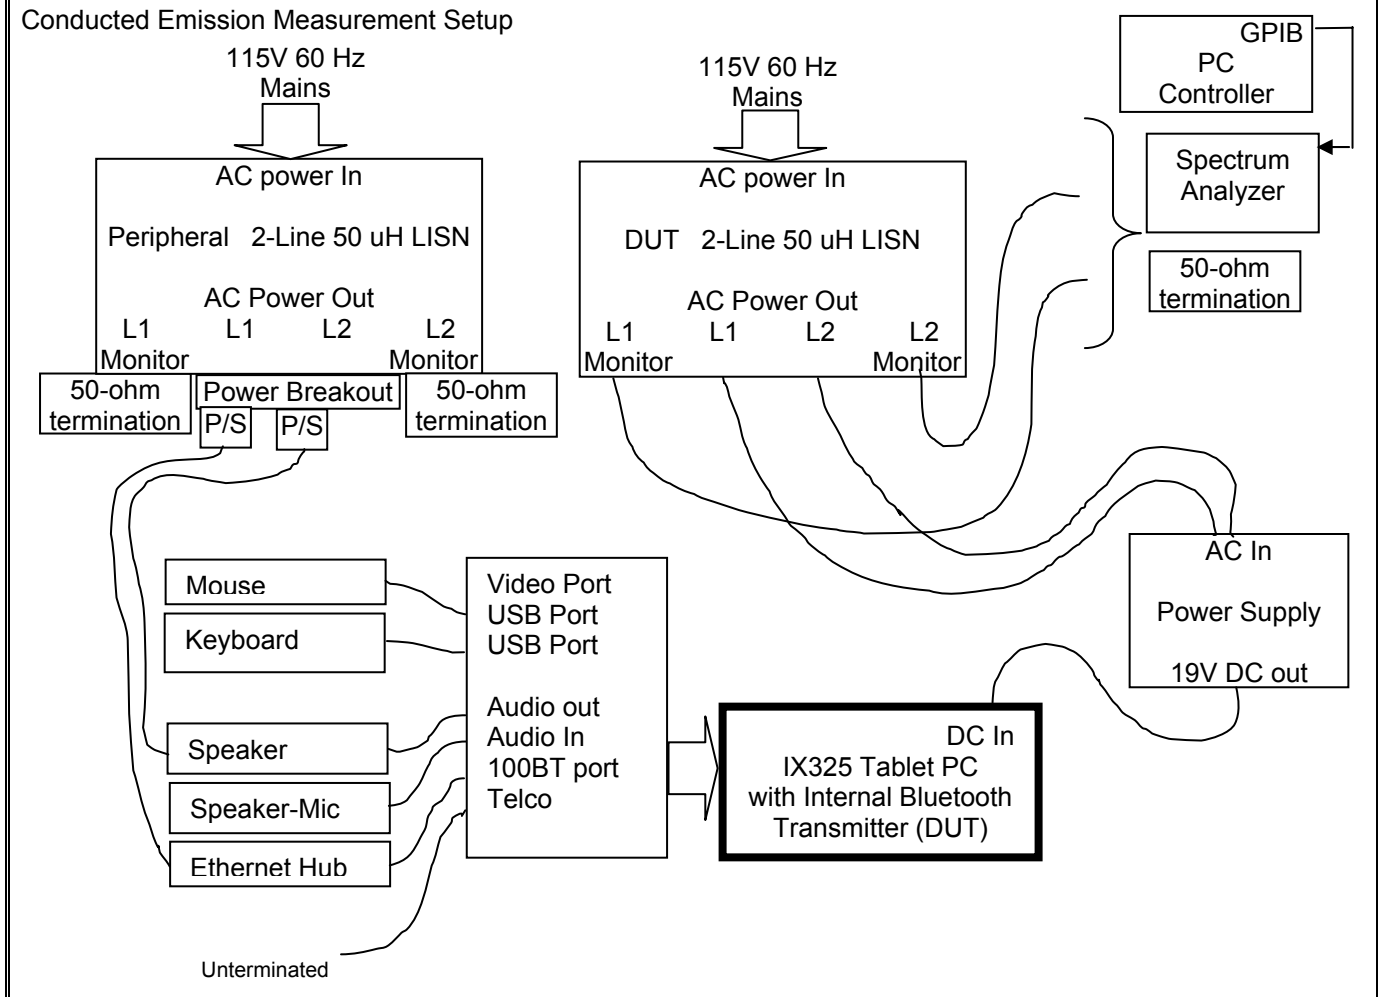 Conducted Emission Measurement Setup
115V 60 Hz
Mains
AC power In
Peripheral 2-Line 50 uH LISN
AC Power Out
L1 L1 L2 L2
Monitor Monitor
50-ohm
termination
Power Breakout
P/S P/S
50-ohm
termination
115V 60 Hz
Mains
AC power In
DUT 2-Line 50 uH LISN
AC Power Out
L1 L1 L2 L2
Monitor Monitor
GPIB
PC
Controller
Spectrum
Analyzer
50-ohm
termination
AC In
Power Supply
19V DC out
Mouse
Keyboard
Speaker
Speaker-Mic
Ethernet Hub
Unterminated
Video Port
USB Port
USB Port
Audio out
Audio In
100BT port
Telco
DC In
IX325 Tablet PC
with Internal Bluetooth
Transmitter (DUT)